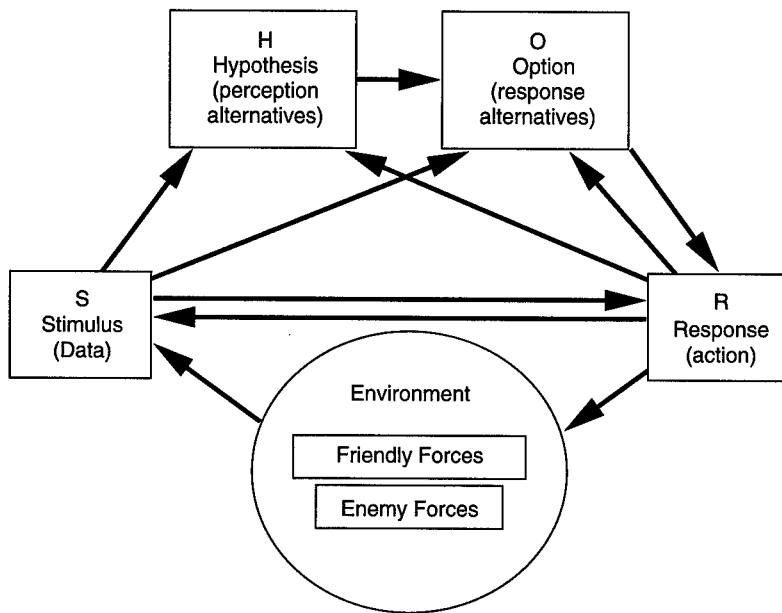 H
Hypothesis
(perception
alternatives)
O
Option
(response
alternatives)
S
Stimulus
(Data)
R
Response
(action)
Environment
Friendly Forces
Enemy Forces